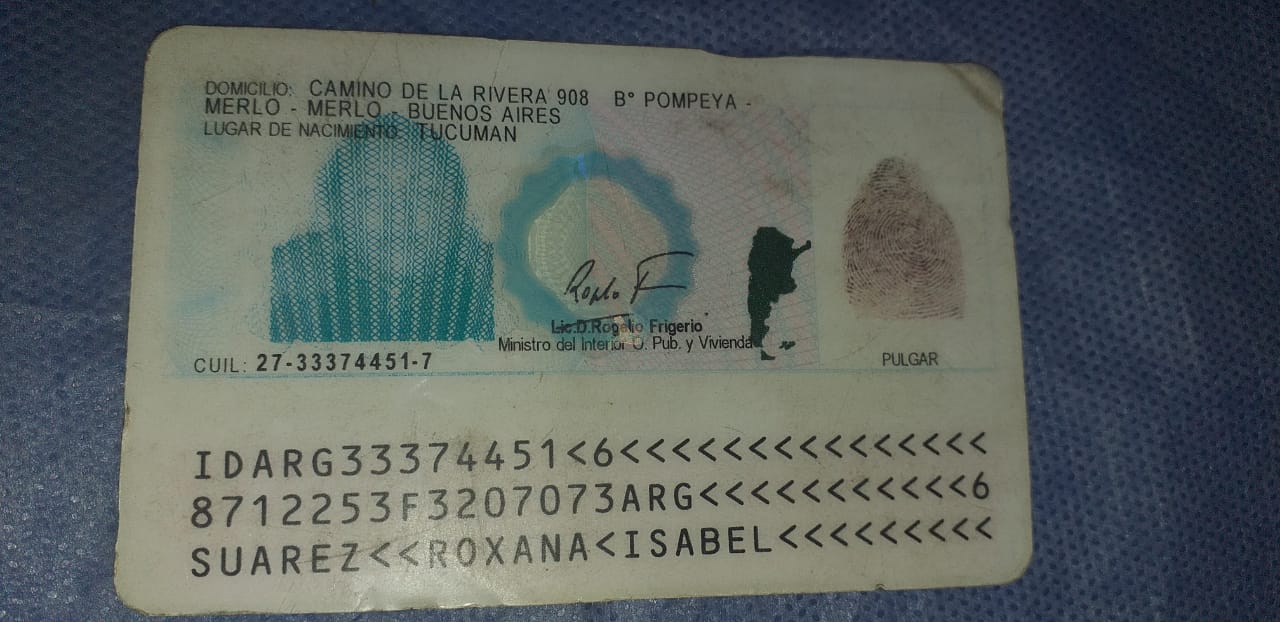 DOMICILIO: CAMINO DE LA RIVERA 908 B° POMPEYA -
MERLO - MERLO - BUENOS AIRES
LUGAR DE NACIMIENTO: TUCUMAN
Lic.D.Rogelio Frigerio
Ministro del Interior O. Pub. y Vivienda
CUIL: 27-33374451-7
PULGAR
IDARG33374451<6<<<<<<<<<<<<<<<
8712253F3207073ARG<<<<<<<<<<<6
SUAREZ<<ROXANA<ISABEL<<<<<<<<<